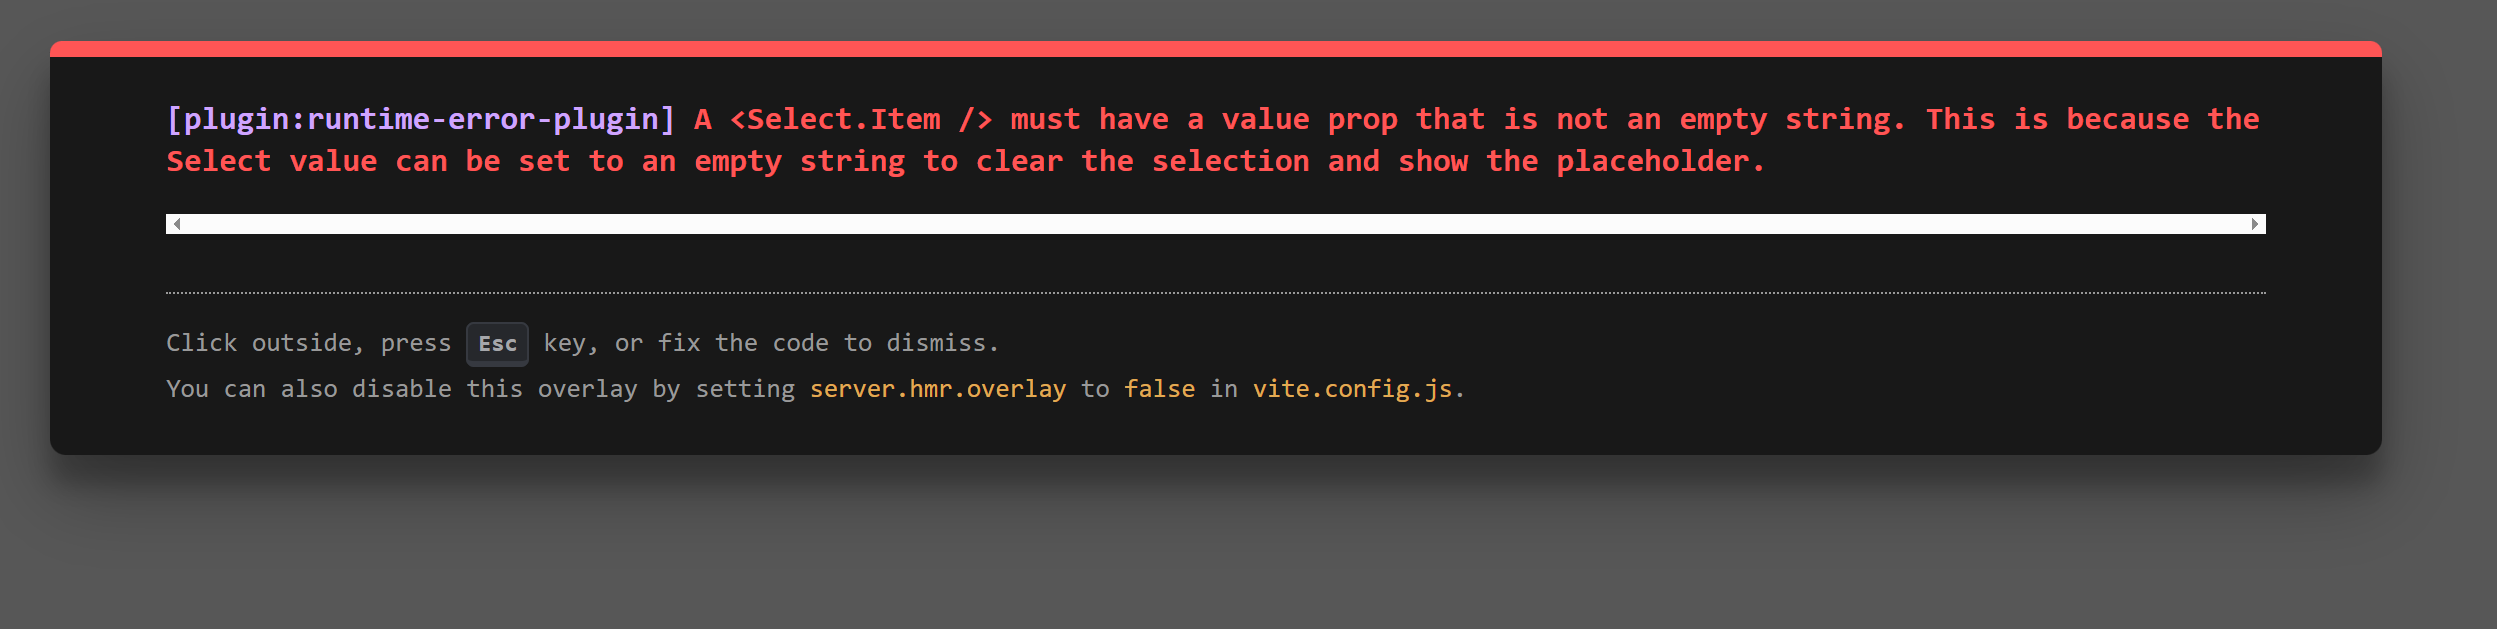 [plugin:runtime-error-plugin] A <Select.Item /> must have a value prop that is not an empty string. This is because the
Select value can be set to an empty string to clear the selection and show the placeholder.
Click outside, press Esc key, or fix the code to dismiss.
You can also disable this overlay by setting server.hmr.overlay to false in vite.config.js.